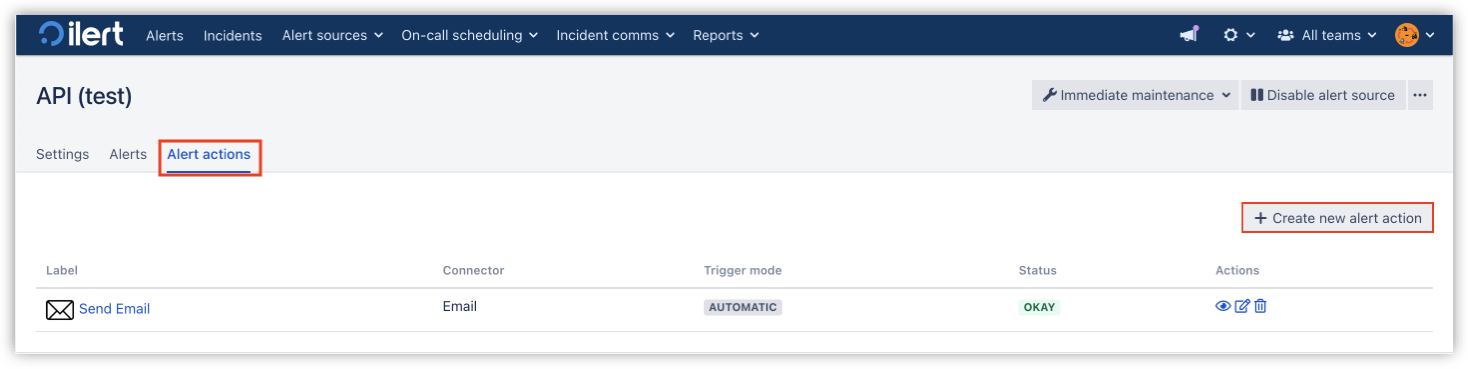 ilert Alerts Incidents Alert sources On-call scheduling Incident comms Reports All teams
API (test) Immediate maintenance Disable alert source ...
Settings Alerts Alert actions
+ Create new alert action
Label Connector Trigger mode Status Actions
Send Email Email AUTOMATIC OKAY